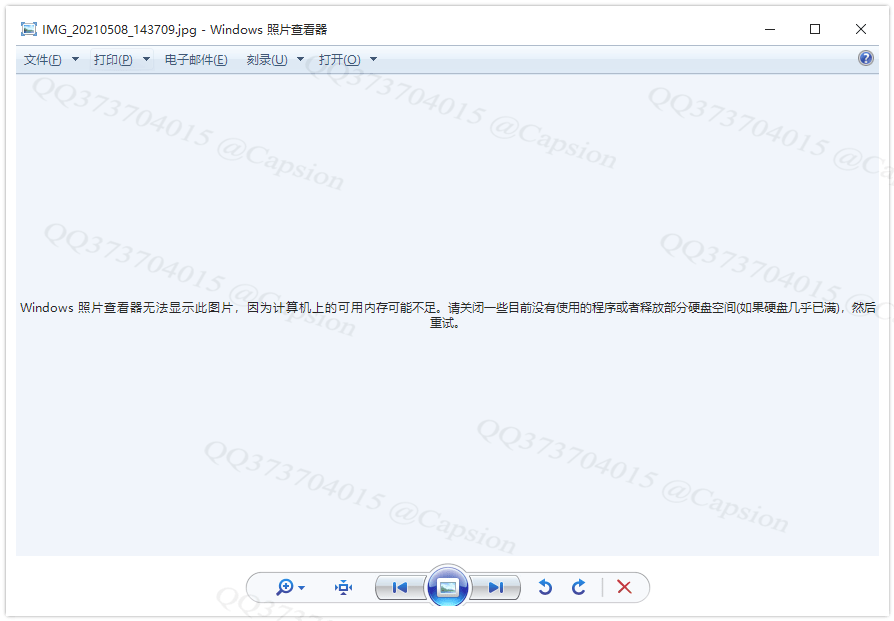 IMG_20210508_143709.jpg - Windows 照片查看器
文件(F) 打印(P) 电子邮件(E) 刻录(U) 打开(O)
QQ373704015 @Capsion
QQ373704015 @Capsion
QQ373704015 @Ca
QQ373704015 @Capsion
QQ373704015
Windows 照片查看器无法显示此图片，因为计算机上的可用内存可能不足。请关闭一些目前没有使用的程序或者释放部分硬盘空间(如果硬盘几乎已满)，然后
重试。
QQ373704015 @Capsion
QQ373704015 @Capsion